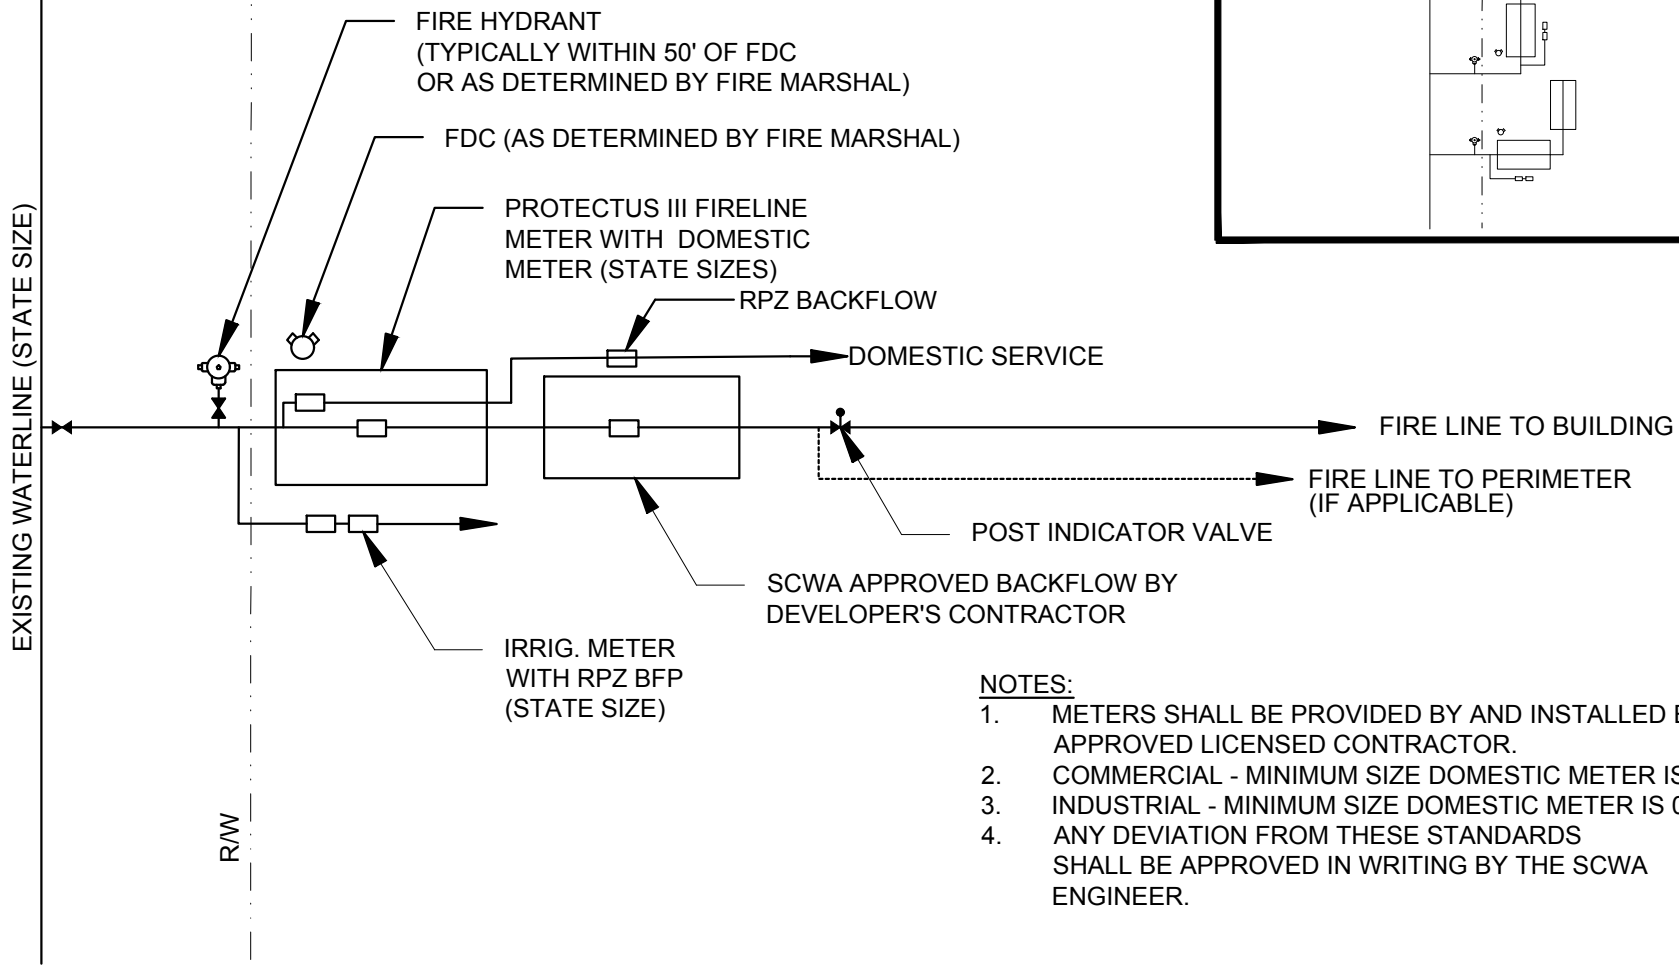 FIRE HYDRANT
(TYPICALLY WITHIN 50' OF FDC
OR AS DETERMINED BY FIRE MARSHAL)
FDC (AS DETERMINED BY FIRE MARSHAL)
PROTECTUS III FIRELINE
METER WITH DOMESTIC
METER (STATE SIZES)
RPZ BACKFLOW
DOMESTIC SERVICE
EXISTING WATERLINE (STATE SIZE)
FIRE LINE TO BUILDING
FIRE LINE TO PERIMETER
(IF APPLICABLE)
POST INDICATOR VALVE
SCWA APPROVED BACKFLOW BY
DEVELOPER'S CONTRACTOR
IRRIG. METER
WITH RPZ BFP
(STATE SIZE)
R/W
NOTES:
1. METERS SHALL BE PROVIDED BY AND INSTALLED
APPROVED LICENSED CONTRACTOR.
2. COMMERCIAL - MINIMUM SIZE DOMESTIC METER IS
3. INDUSTRIAL - MINIMUM SIZE DOMESTIC METER IS
4. ANY DEVIATION FROM THESE STANDARDS
SHALL BE APPROVED IN WRITING BY THE SCWA
ENGINEER.